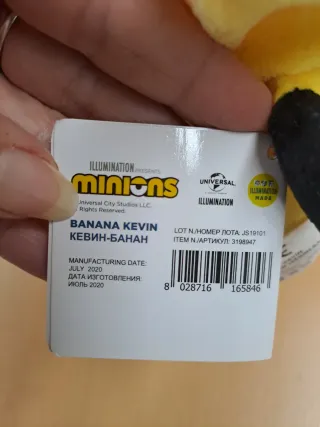 ILLUMINATION PRESENTS
minions
Universal City Studios LLC.
Rights Reserved.
UNIVERSAL
ILLUMINATION
BANANA KEVIN
КЕВИН-БАНАН
LOT N./НОМЕР ЛОТА: JS19101
ITEM N./АРТИКУЛ: 3198947
MANUFACTURING DATE:
JULY 2020
ДАТА ИЗГОТОВЛЕНИЯ:
ИЮЛЬ 2020
8 028716 165846